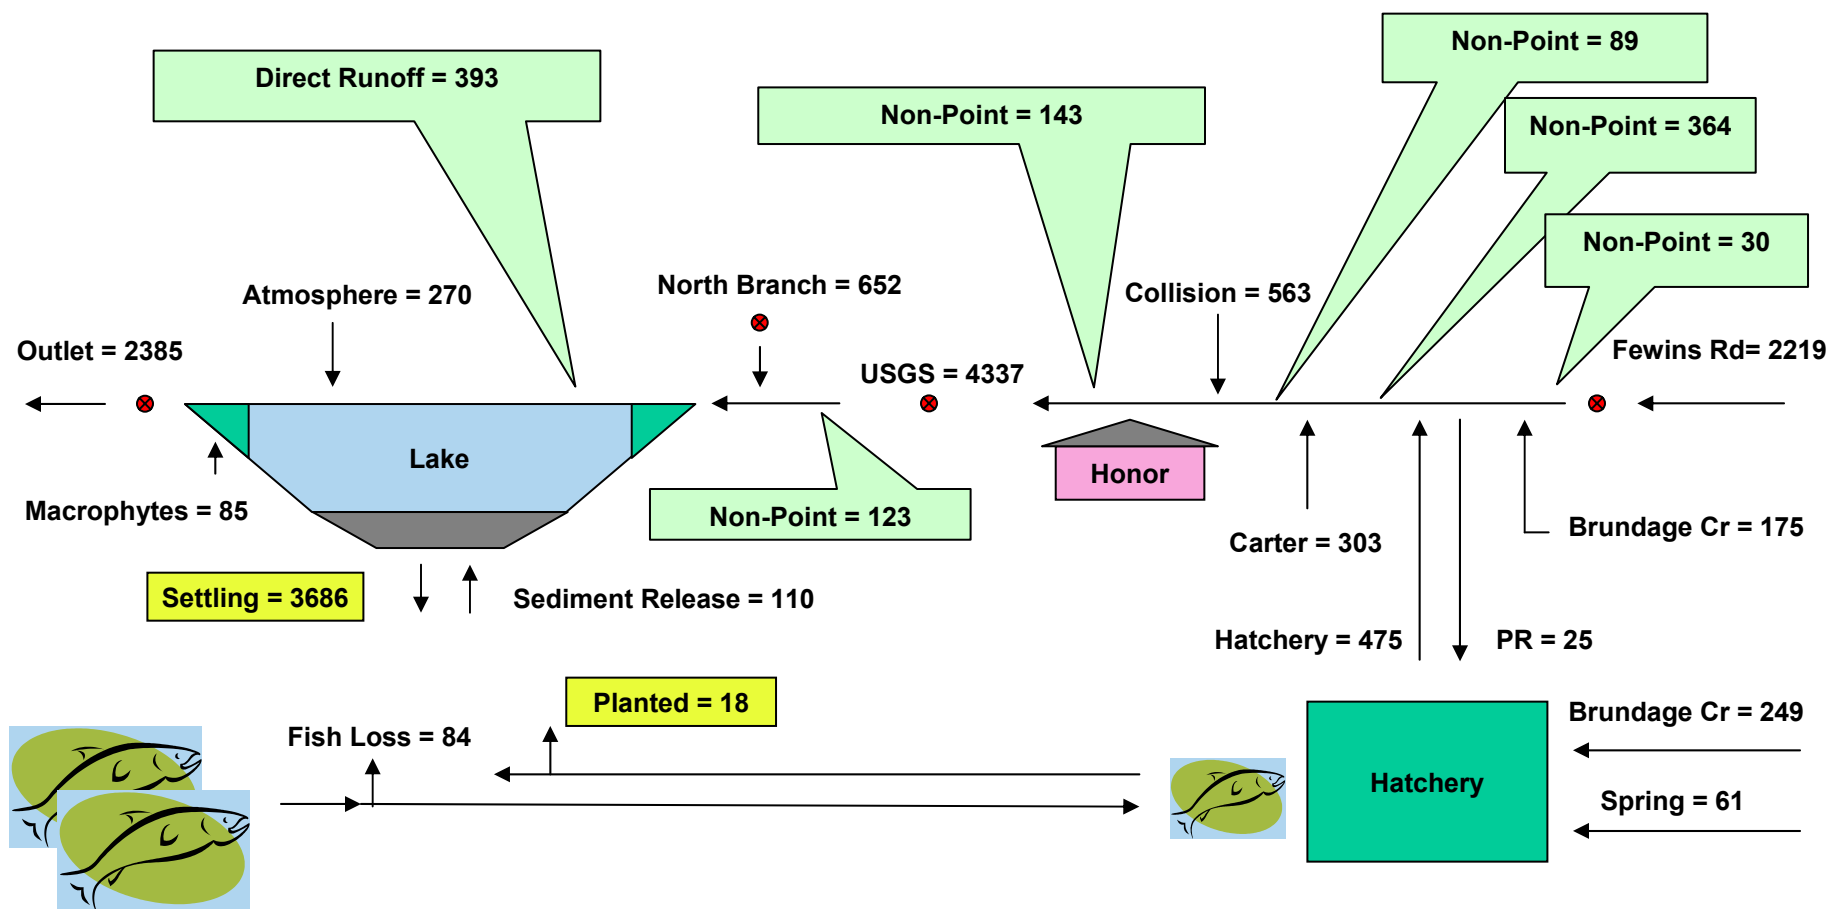 Non-Point = 89
Direct Runoff = 393
Non-Point = 143
Non-Point = 364
Non-Point = 30
Atmosphere = 270
North Branch = 652
Collision = 563
Outlet = 2385
USGS = 4337
Fewins Rd= 2219
Lake
Honor
Macrophytes = 85
Non-Point = 123
Carter = 303
Brundage Cr = 175
Settling = 3686
Sediment Release = 110
Hatchery = 475
PR = 25
Planted = 18
Fish Loss = 84
Brundage Cr = 249
Hatchery
Spring = 61